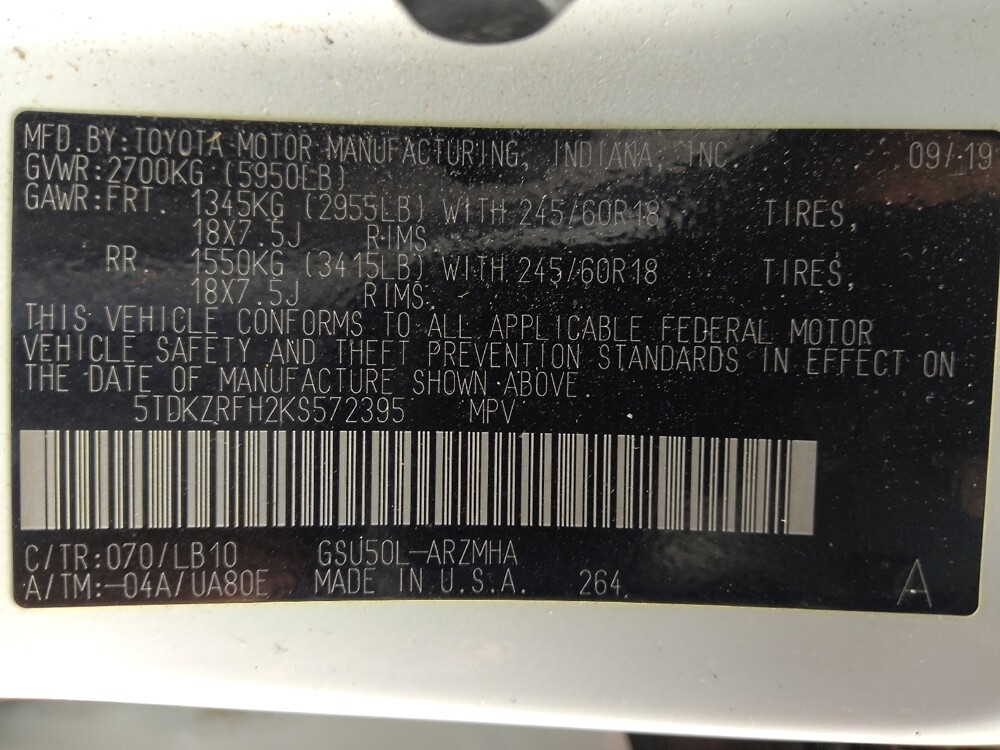 MFD. BY: TOYOTA MOTOR MANUFACTURING, INDIANA, INC 09/19
GVWR: 2700KG (5950LB)
GAWR: FRT. 1345KG (2955LB) WITH 245/60R18 TIRES,
18X7.5J RIMS.
RR. 1550KG (3415LB) WITH 245/60R18 TIRES,
18X7.5J RIMS.
THIS VEHICLE CONFORMS TO ALL APPLICABLE FEDERAL MOTOR
VEHICLE SAFETY AND THEFT PREVENTION STANDARDS IN EFFECT ON
THE DATE OF MANUFACTURE SHOWN ABOVE.
5TDKZRFH2KS572395 MPV
C/TR: 070/LB10 GSU50L-ARZMHA
A/TM: -04A/UA80E MADE IN U.S.A. 264 A